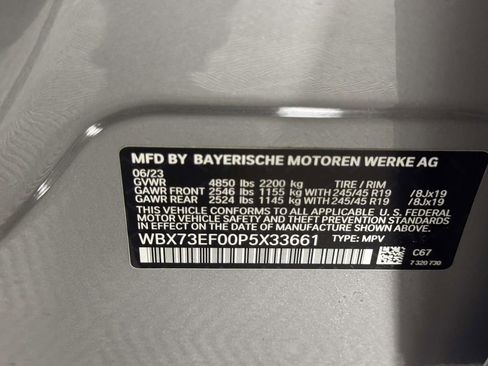 MFD BY BAYERISCHE MOTOREN WERKE AG
06/23
GVWR 4850 lbs 2200 kg TIRE / RIM
GAWR FRONT 2546 lbs 1155 kg WITH 245/45 R19 /8Jx19
GAWR REAR 2524 lbs 1145 kg WITH 245/45 R19 /8Jx19
THIS VEHICLE CONFORMS TO ALL APPLICABLE U.S. FEDERAL
MOTOR VEHICLE SAFETY AND THEFT PREVENTION STANDARDS
IN EFFECT ON THE DATE OF MANUFACTURE SHOWN ABOVE.
WBX73EF00P5X33661 TYPE: MPV
C67
7 320 730